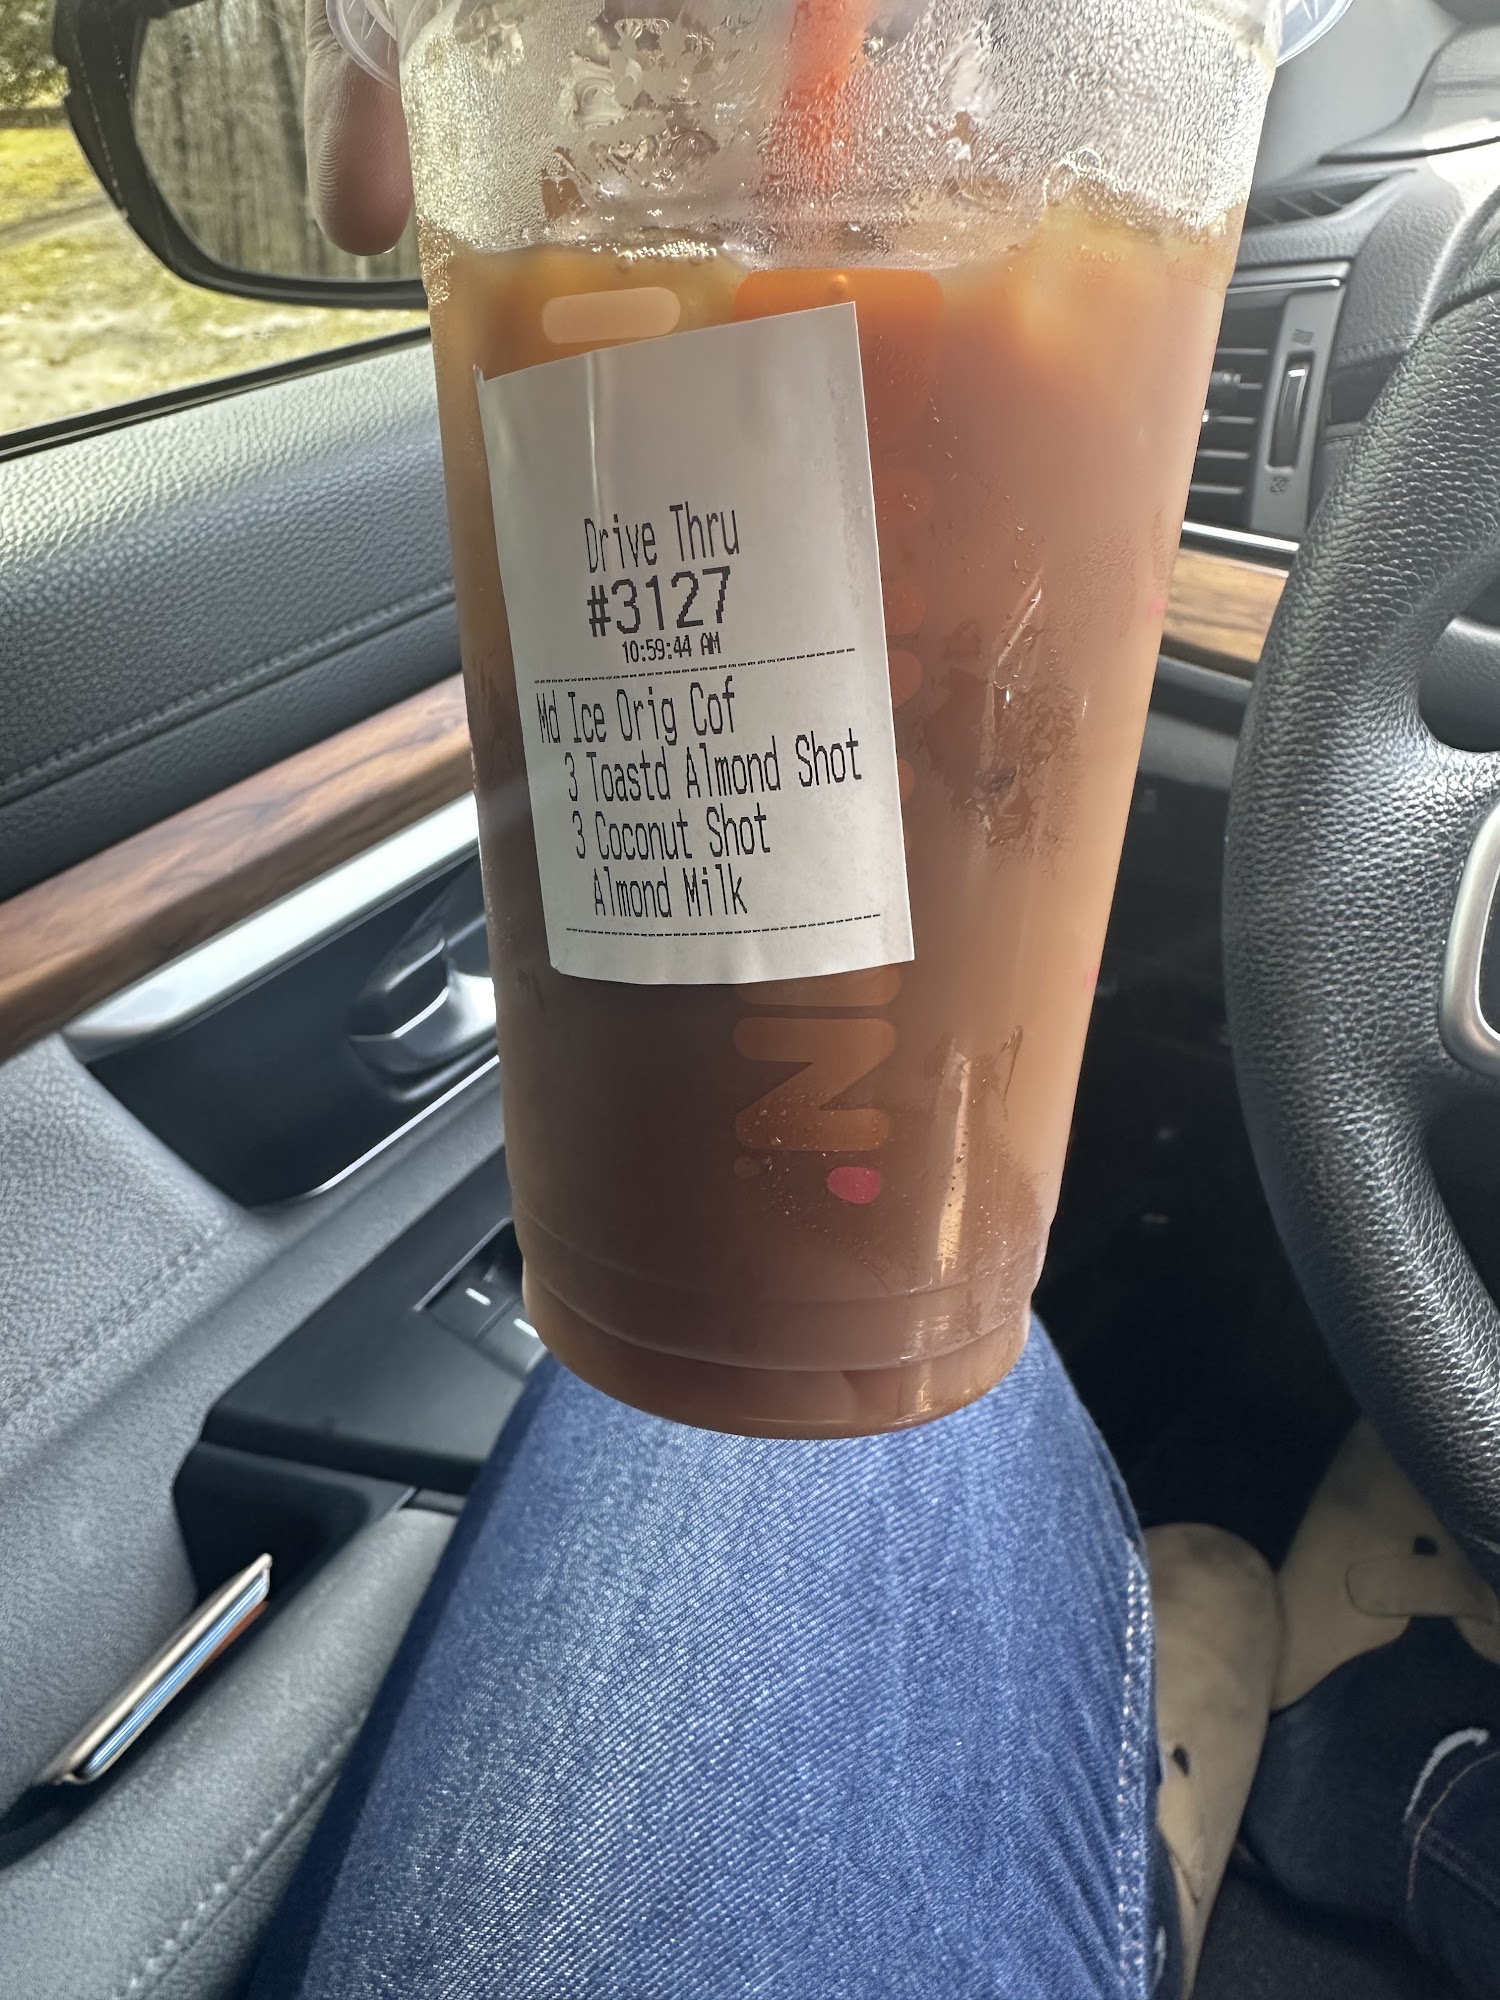 Drive Thru
#3127
10:59:44 AM
Md Ice Orig Cof
3 Toastd Almond Shot
3 Coconut Shot
Almond Milk